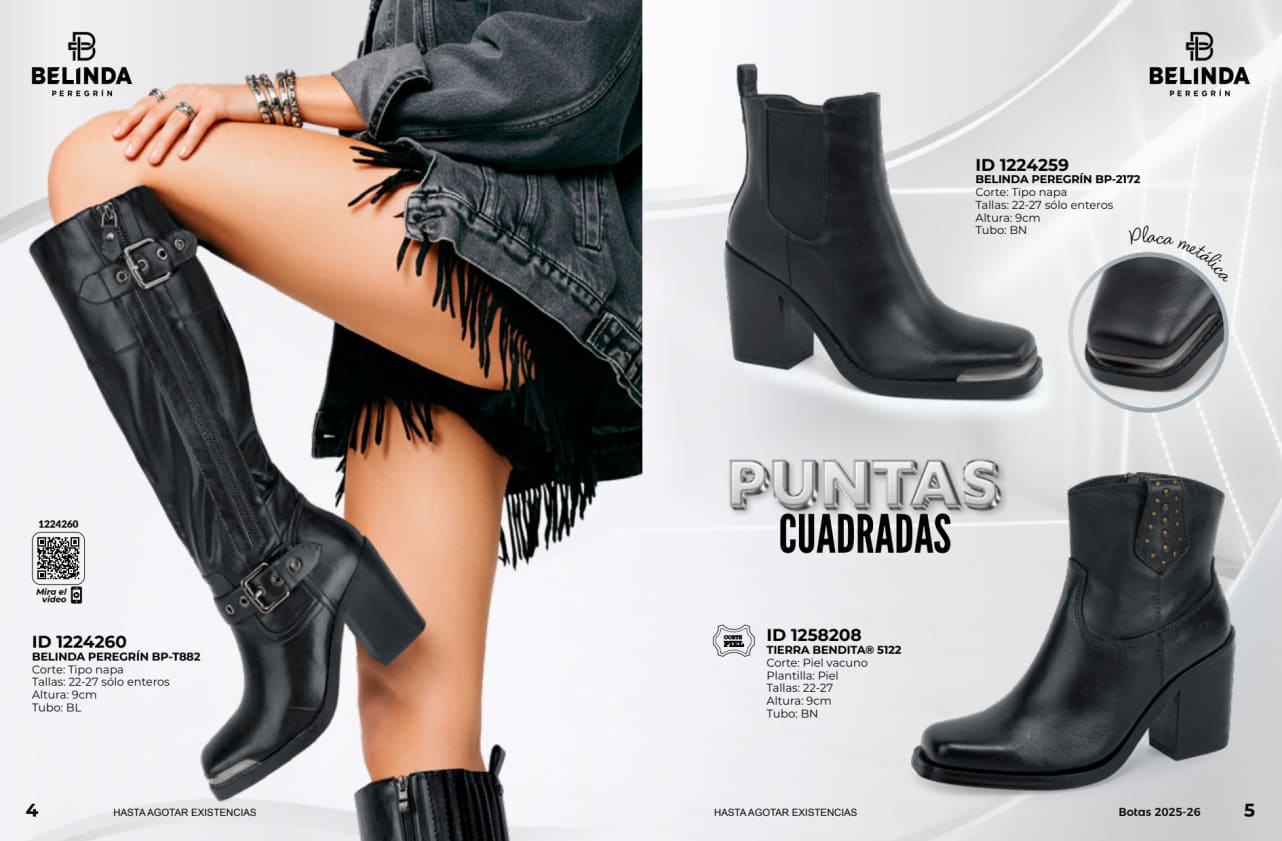 BELINDA
PEREGRÍN
1224260
Mira el
video
ID 1224260
BELINDA PEREGRÍN BP-T882
Corte: Tipo napa
Tallas: 22-27 sólo enteros
Altura: 9cm
Tubo: BL
4
HASTA AGOTAR EXISTENCIAS
BELINDA
PEREGRÍN
ID 1224259
BELINDA PEREGRÍN BP-2172
Corte: Tipo napa
Tallas: 22-27 sólo enteros
Altura: 9cm
Tubo: BN
Placa metálica
PUNTAS
CUADRADAS
CORTE
PIEL
ID 1258208
TIERRA BENDITA® 5122
Corte: Piel vacuno
Plantilla: Piel
Tallas: 22-27
Altura: 9cm
Tubo: BN
HASTA AGOTAR EXISTENCIAS
Botas 2025-26
5